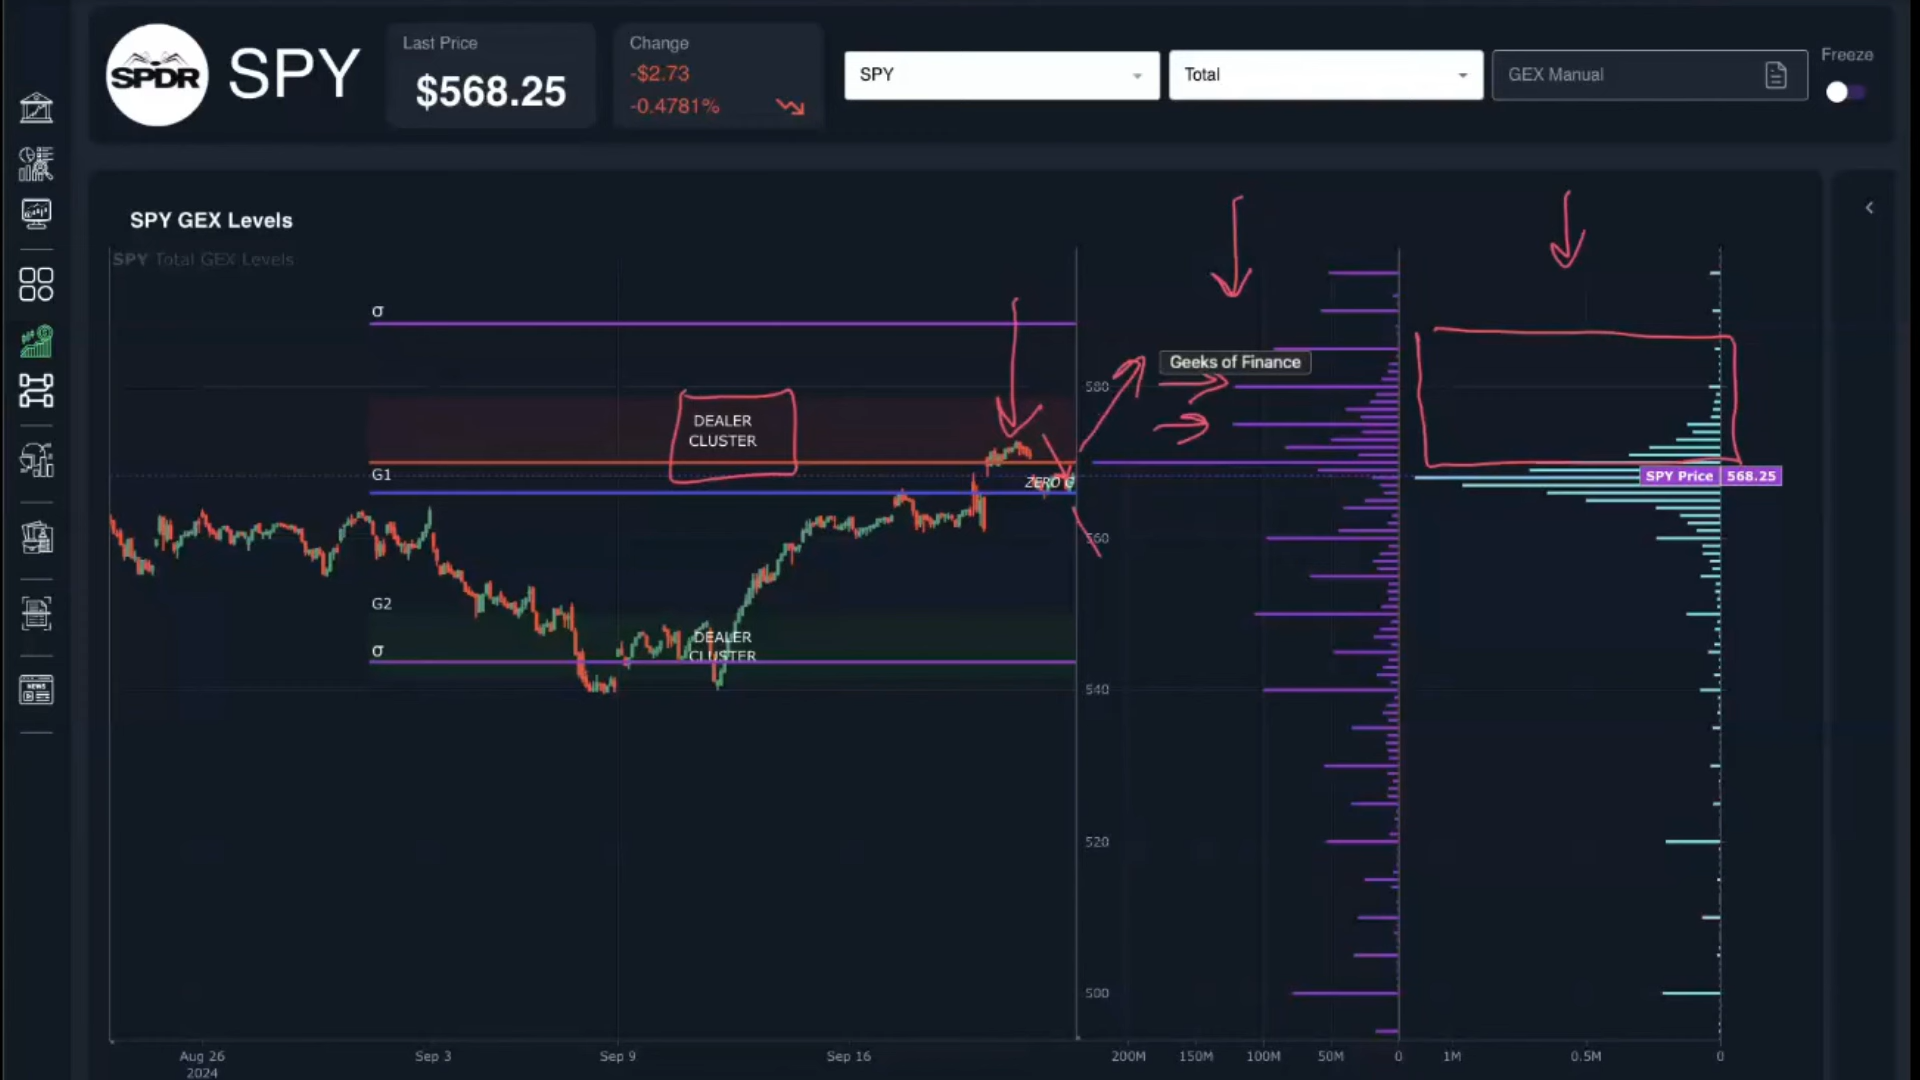 SPDR
SPY
Last Price
$568.25
Change
-$2.73
-0.4781%
SPY
Total
GEX Manual
Freeze
SPY GEX Levels
SPY Total GEX Levels
σ
Geeks of Finance
580
DEALER
CLUSTER
G1
ZERO G
SPY Price
568.25
560
G2
DEALER
CLUSTER
σ
540
520
500
NEWS
Aug 26
2024
Sep 3
Sep 9
Sep 16
200M
150M
100M
50M
0
1M
0.5M
0